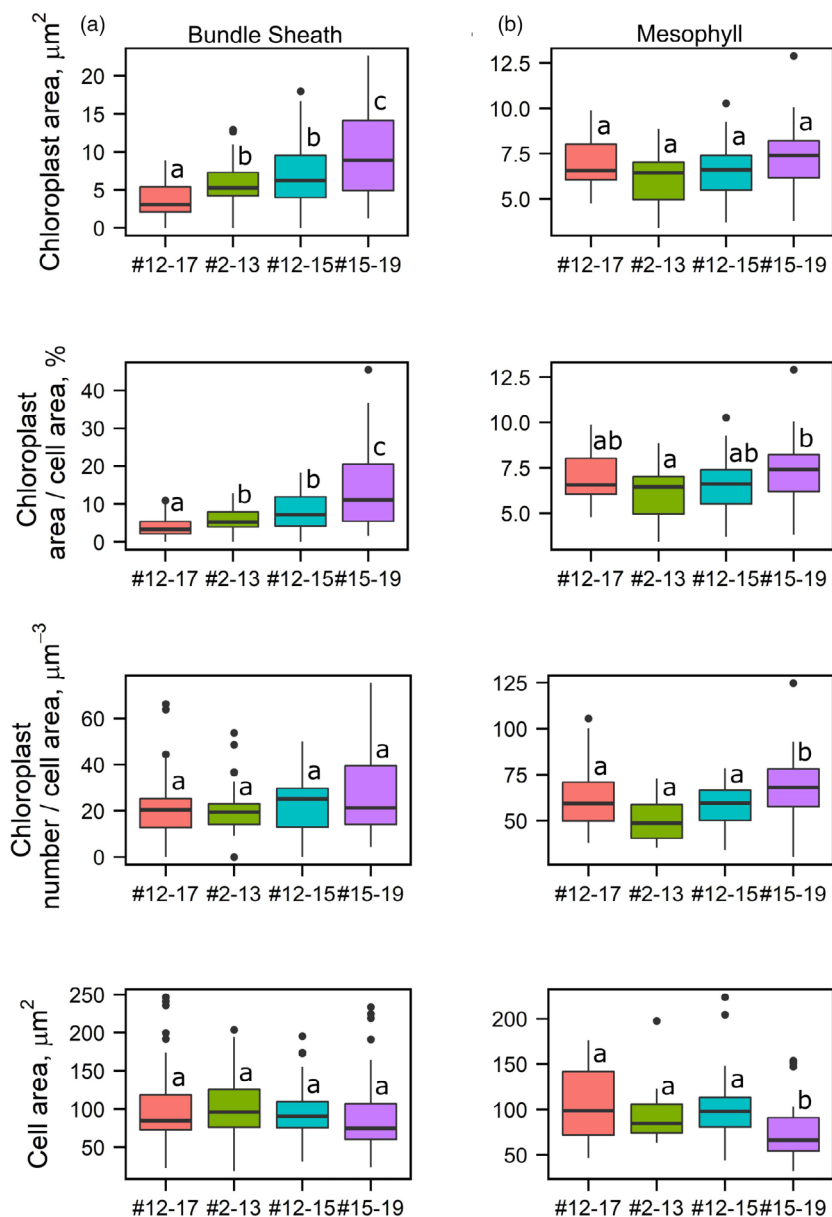 (a) Bundle Sheath
(b) Mesophyll
Chloroplast area, μm²
20
15
10
5
0
a b b c
#12-17 #2-13 #12-15 #15-19
12.5
10.0
7.5
5.0
a a a a
#12-17 #2-13 #12-15 #15-19
Chloroplast
area / cell area, %
40
30
20
10
0
a b b c
#12-17 #2-13 #12-15 #15-19
12.5
10.0
7.5
5.0
ab a ab b
#12-17 #2-13 #12-15 #15-19
Chloroplast
number / cell area, μm⁻³
60
40
20
0
a a a a
#12-17 #2-13 #12-15 #15-19
125
100
75
50
a a a b
#12-17 #2-13 #12-15 #15-19
Cell area, μm²
250
200
150
100
50
a a a a
#12-17 #2-13 #12-15 #15-19
200
150
100
50
a a a b
#12-17 #2-13 #12-15 #15-19